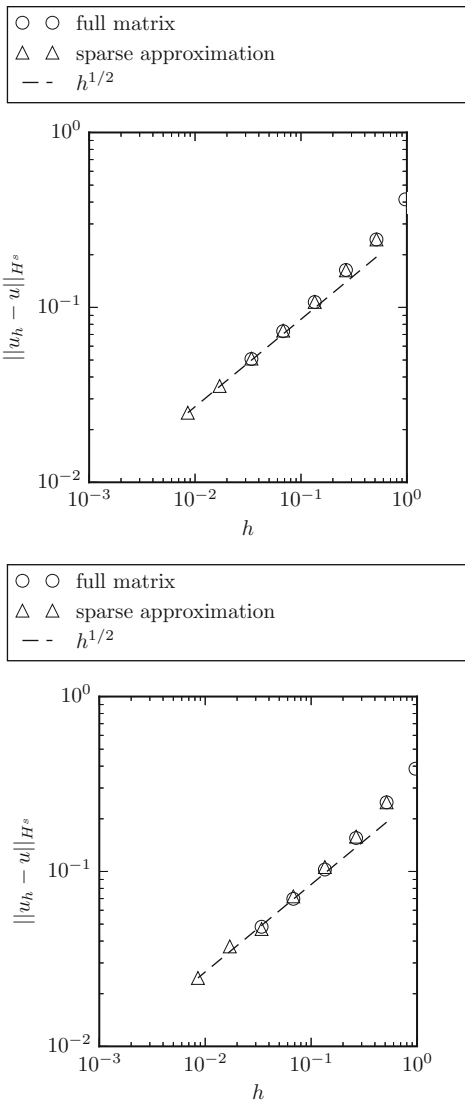 full matrix
sparse approximation
h^{1/2}
10^0
10^{-1}
10^{-2}
||u_h − u||_{H^s}
10^{-3} 10^{-2} 10^{-1} 10^0
h
full matrix
sparse approximation
h^{1/2}
10^0
10^{-1}
10^{-2}
||u_h − u||_{H^s}
10^{-3} 10^{-2} 10^{-1} 10^0
h